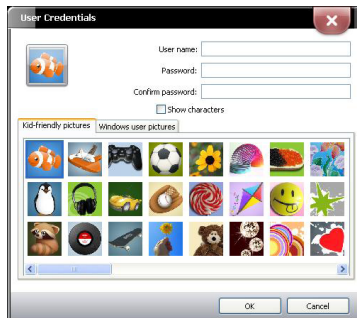 User Credentials
User name:
Password:
Confirm password:
Show characters
Kid-friendly pictures
Windows user pictures
OK
Cancel